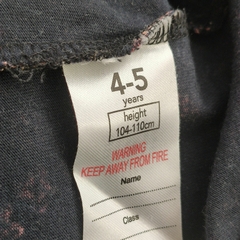 4-5
years
height
104-110cm
WARNING
KEEP AWAY FROM FIRE
Name
Class